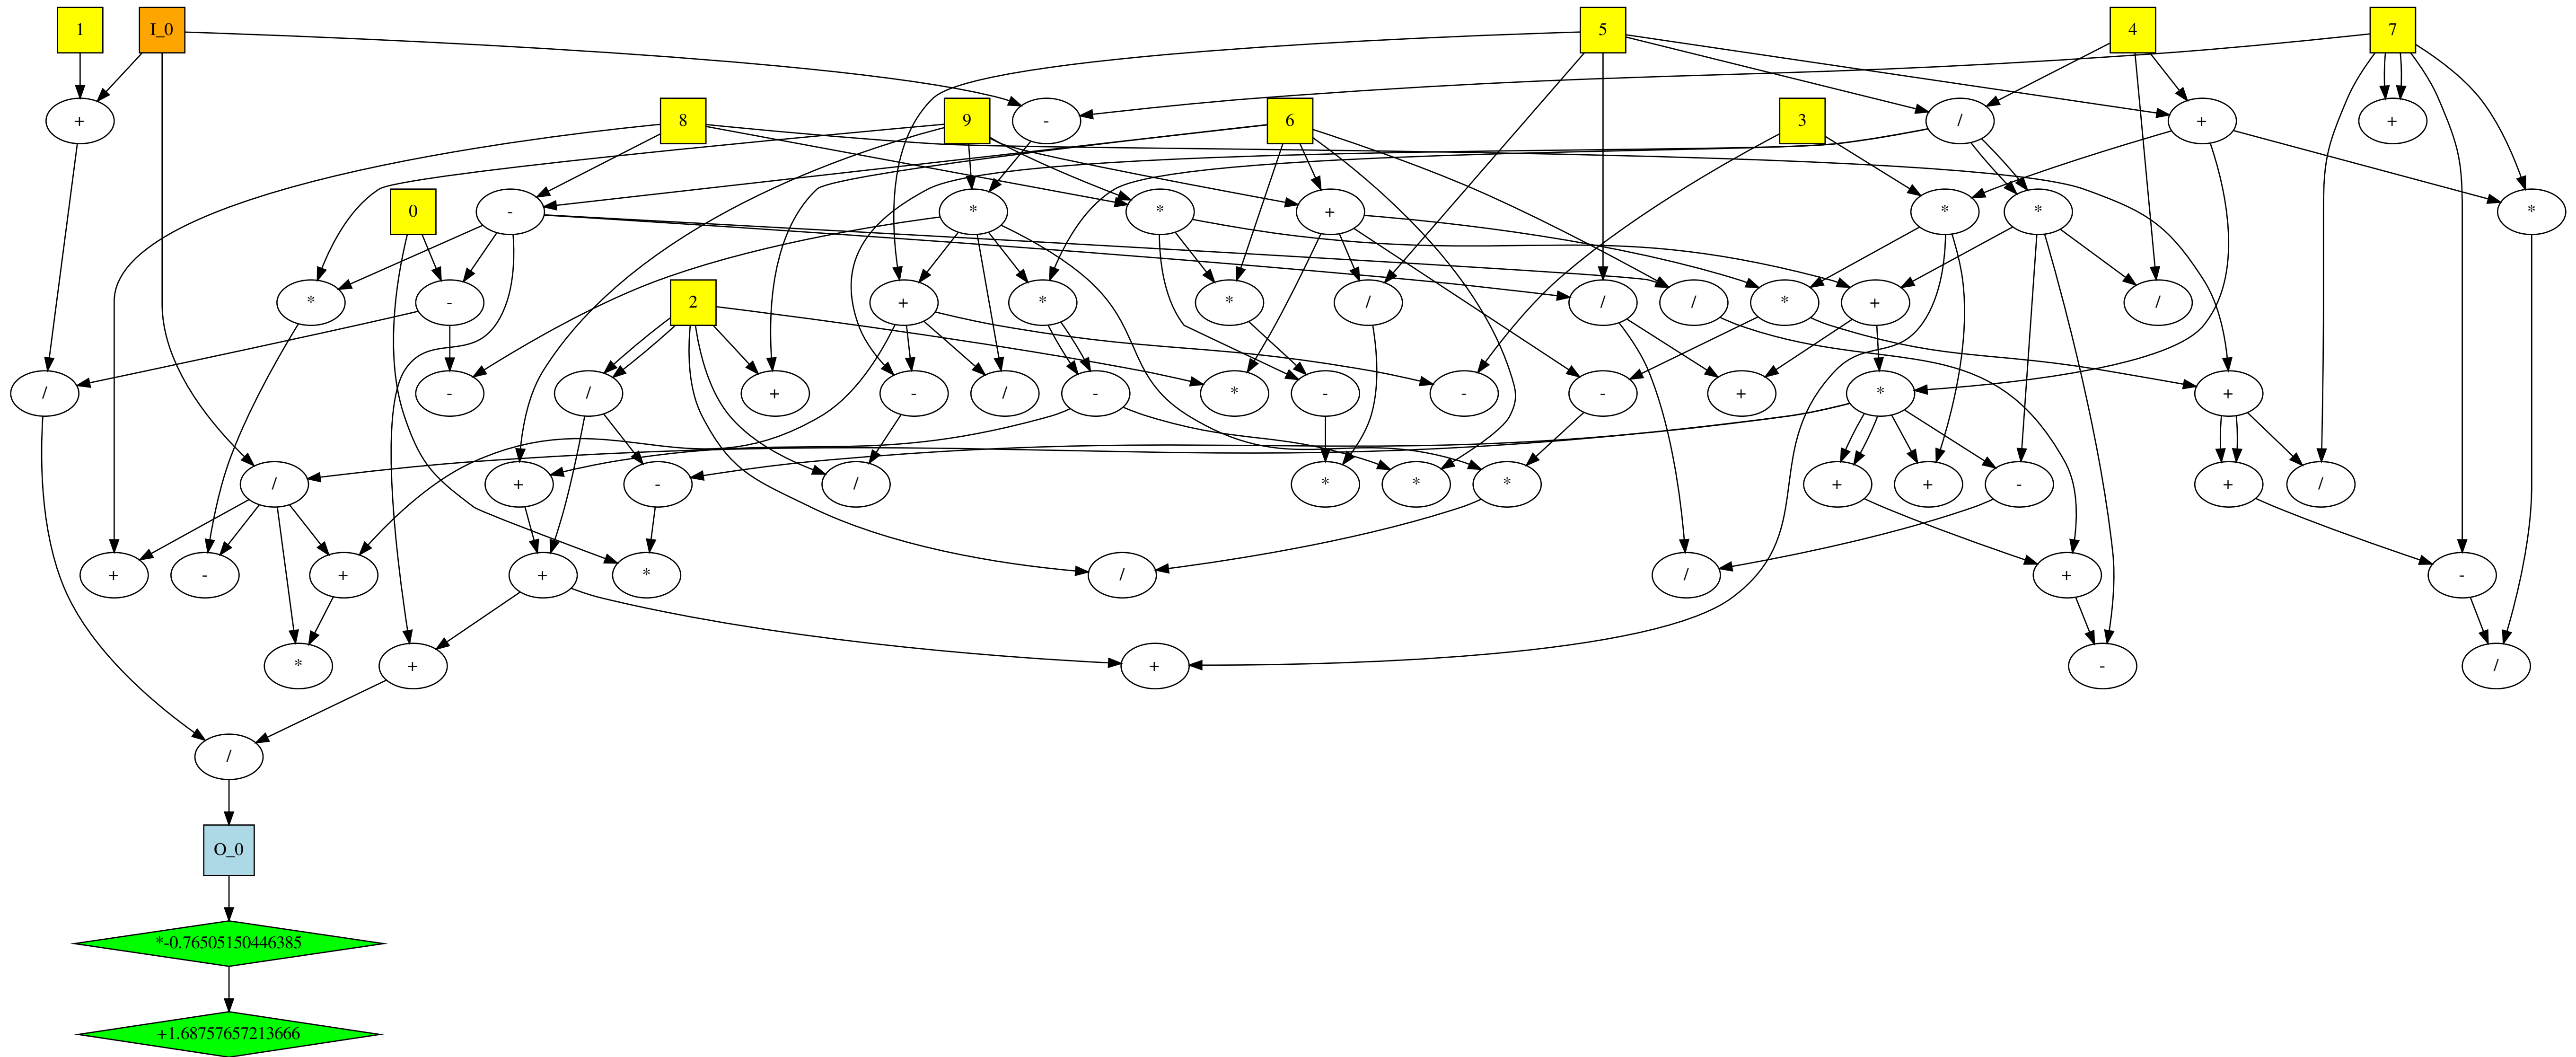 1 I_0 5 4 7
+ 8 9 - 6 3 / + +
0 - * * + * * *
* - 2 + * * / / / * + /
/ - / + - / - * - - - + * +
/ + - / * * * + + - + /
+ - + + * / / + -
* + + - /
/
O_0
*-0.76505150446385
+1.68757657213666